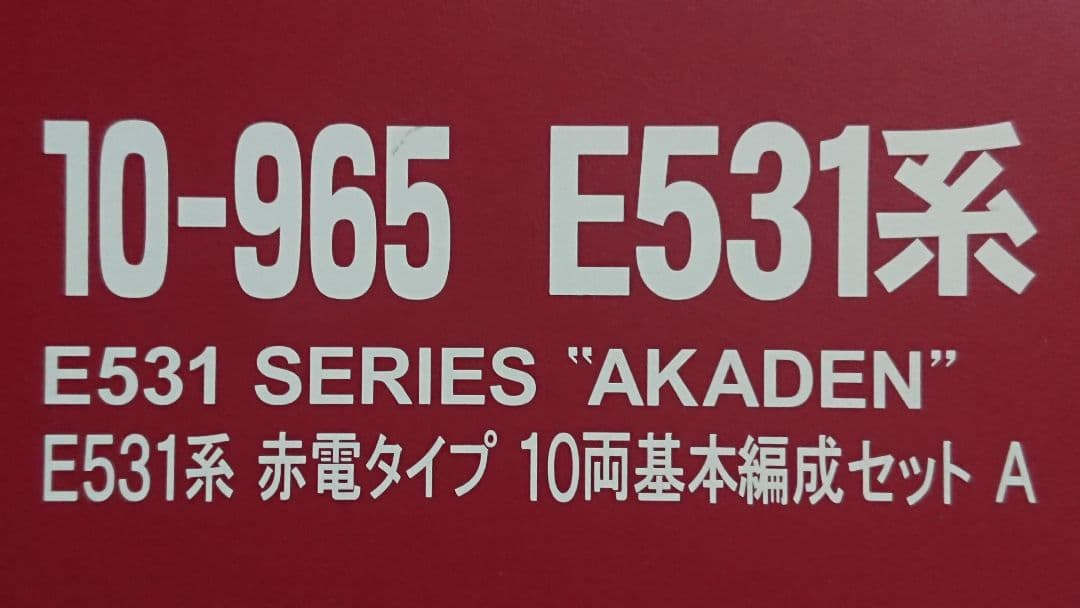 10-965 E531系
E531 SERIES "AKADEN"
E531系 赤電タイプ 10両基本編成セット A